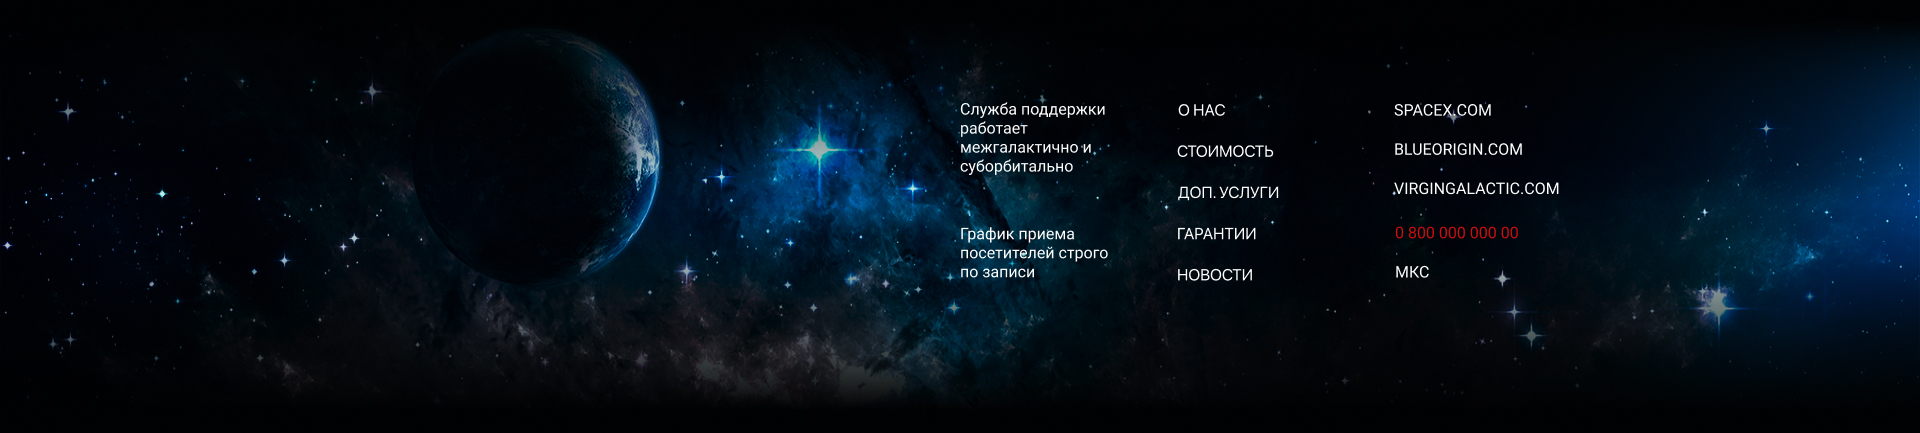 Служба поддержки
работает
межгалактично и
суборбитально
График приема
посетителей строго
по записи
О НАС
СТОИМОСТЬ
ДОП. УСЛУГИ
ГАРАНТИИ
НОВОСТИ
SPACEX.COM
BLUEORIGIN.COM
VIRGINGALACTIC.COM
0 800 000 000 00
МКС